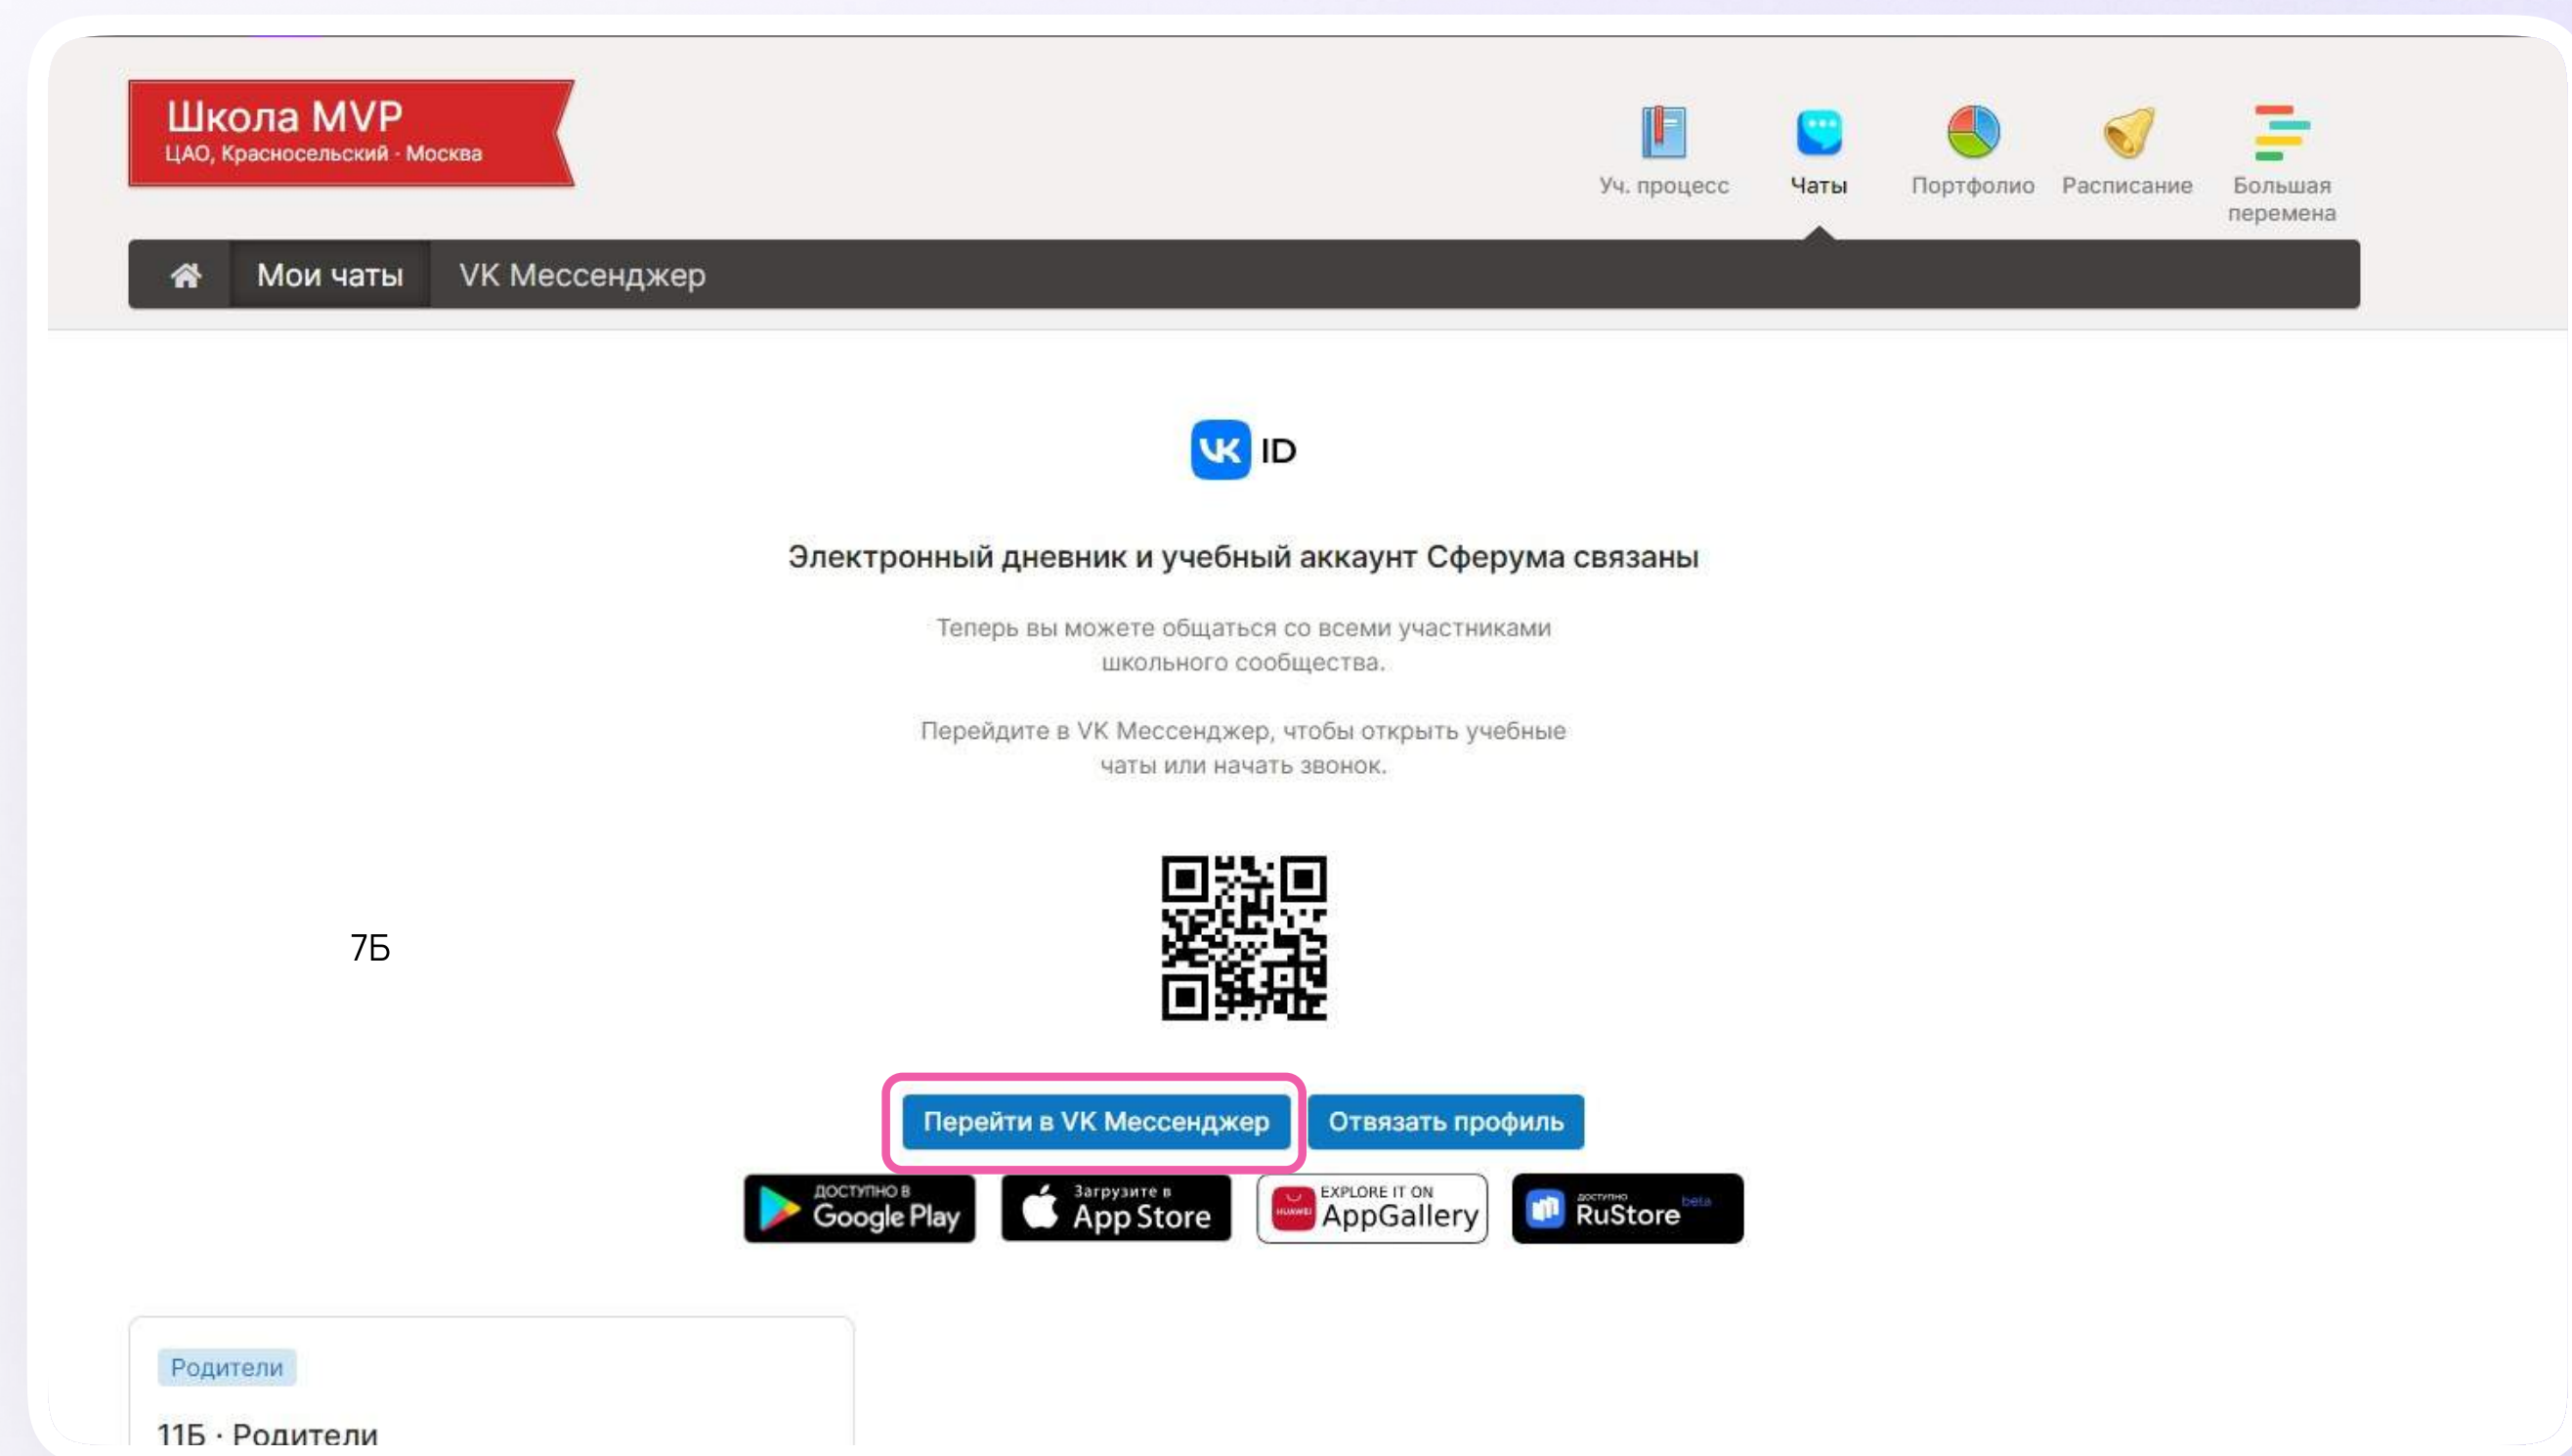 Школа MVP
ЦАО, Красносельский · Москва
Уч. процесс
Чаты
Портфолио
Расписание
Большая
перемена
Мои чаты
VK Мессенджер
VK ID
Электронный дневник и учебный аккаунт Сферума связаны
Теперь вы можете общаться со всеми участниками
школьного сообщества.
Перейдите в VK Мессенджер, чтобы открыть учебные
чаты или начать звонок.
7Б
Перейти в VK Мессенджер
Отвязать профиль
ДОСТУПНО В
Google Play
Загрузите в
App Store
HUAWEI
EXPLORE IT ON
AppGallery
ДОСТУПНО
RuStore beta
Родители
11Б · Родители